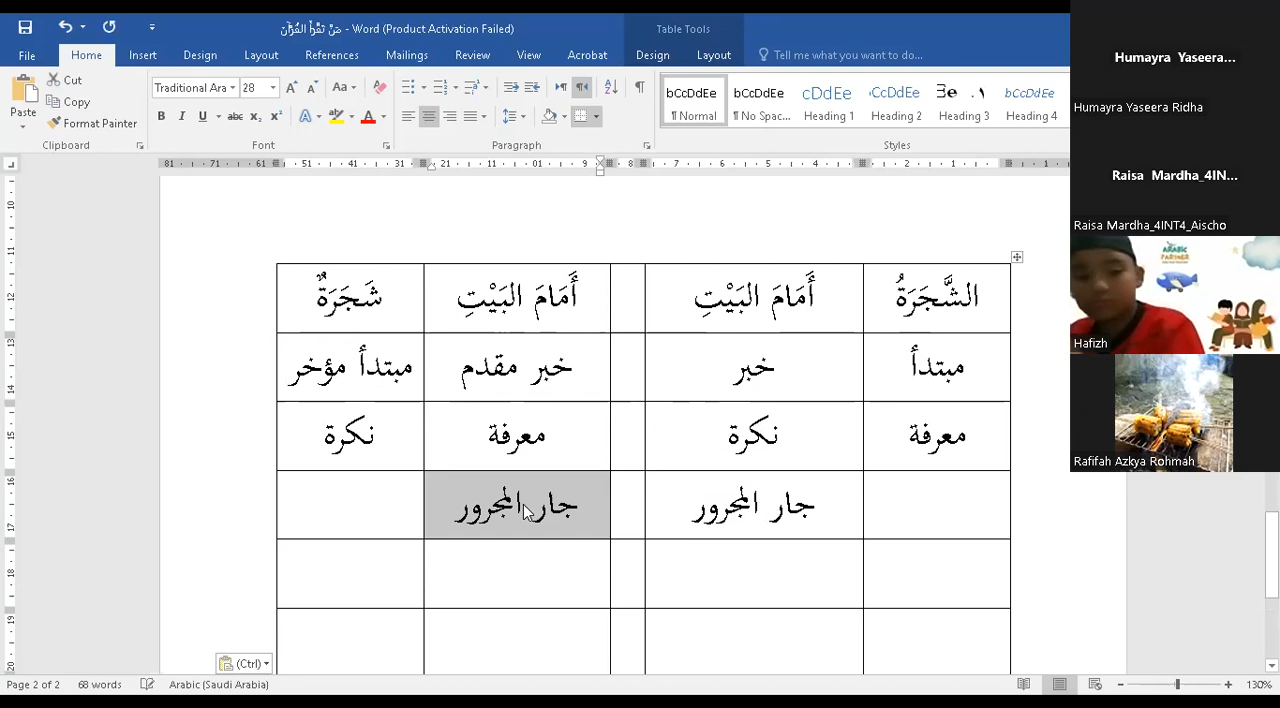 مَنْ تَقْرَأُ القُرْآنَ - Word (Product Activation Failed)
Table Tools
File Home Insert Design Layout References Mailings Review View Acrobat Design Layout Tell me what you want to do...
Paste
Cut
Copy
Format Painter
Clipboard
Traditional Ara 28
Font
Paragraph
bCcDdEe bCcDdEe cDdEe cDdEe bCcDdEe
¶ Normal ¶ No Spac... Heading 1 Heading 2 Heading 3 Heading 4
Styles
الشَّجَرَةُ أَمَامَ البَيْتِ أَمَامَ البَيْتِ شَجَرَةٌ
مبتدأ خبر خبر مقدم مبتدأ مؤخر
معرفة نكرة معرفة نكرة
جار المجرور جار المجرور
(Ctrl)
Page 2 of 2 68 words Arabic (Saudi Arabia) 130%
Humayra Yaseera...
Humayra Yaseera Ridha
Raisa Mardha_4IN...
Raisa Mardha_4INT4_Aischo
ARABIC
Hafizh
Rafifah Azkya Rohmah